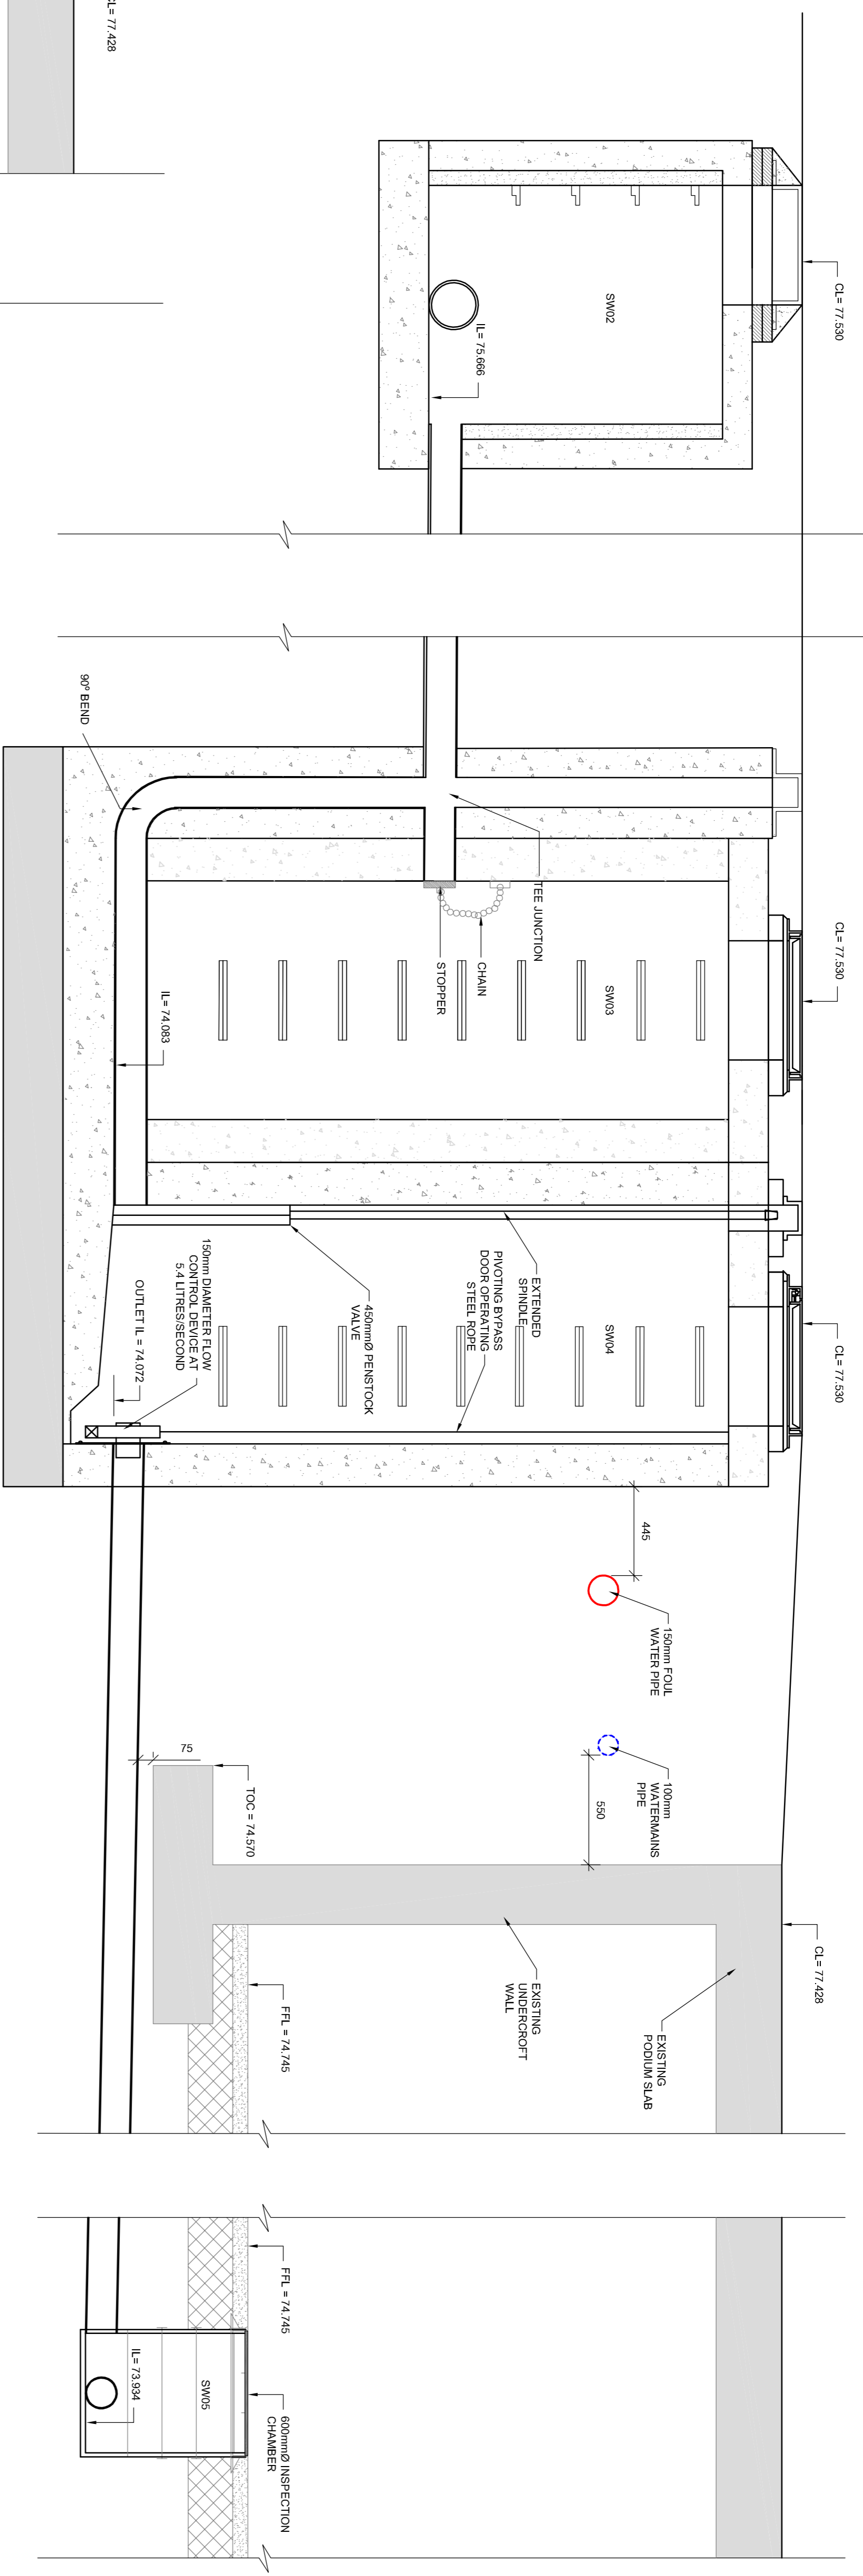 CL= 77.428
CL= 77.530
SW02
IL= 75.666
90° BEND
TEE JUNCTION
CHAIN
STOPPER
CL= 77.530
SW03
IL= 74.083
EXTENDED
SPINDLE
PIVOTING BYPASS
DOOR OPERATING
STEEL ROPE
450mmØ PENSTOCK
VALVE
150mm DIAMETER FLOW
CONTROL DEVICE AT
5.4 LITRES/SECOND
OUTLET IL = 74.072
CL= 77.530
SW04
445
150mm FOUL
WATER PIPE
100mm
WATERMAINS
PIPE
550
75
TOC = 74.570
CL= 77.428
EXISTING
PODIUM SLAB
EXISTING
UNDERCROFT
WALL
FFL = 74.745
FFL = 74.745
SW05
IL= 73.934
600mmØ INSPECTION
CHAMBER